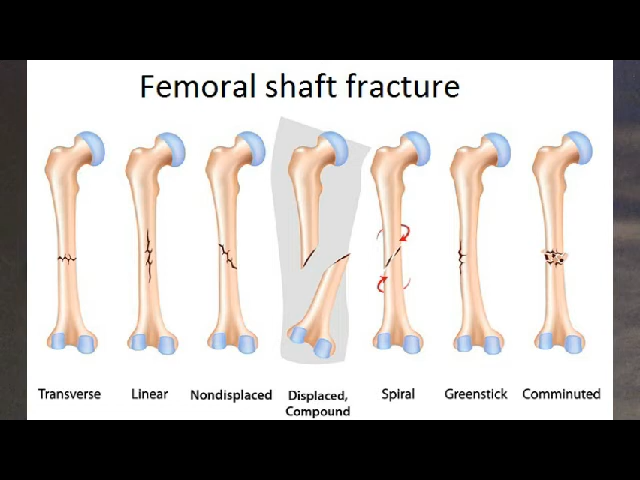 Femoral shaft fracture
Transverse
Linear
Nondisplaced
Displaced,
Compound
Spiral
Greenstick
Comminuted